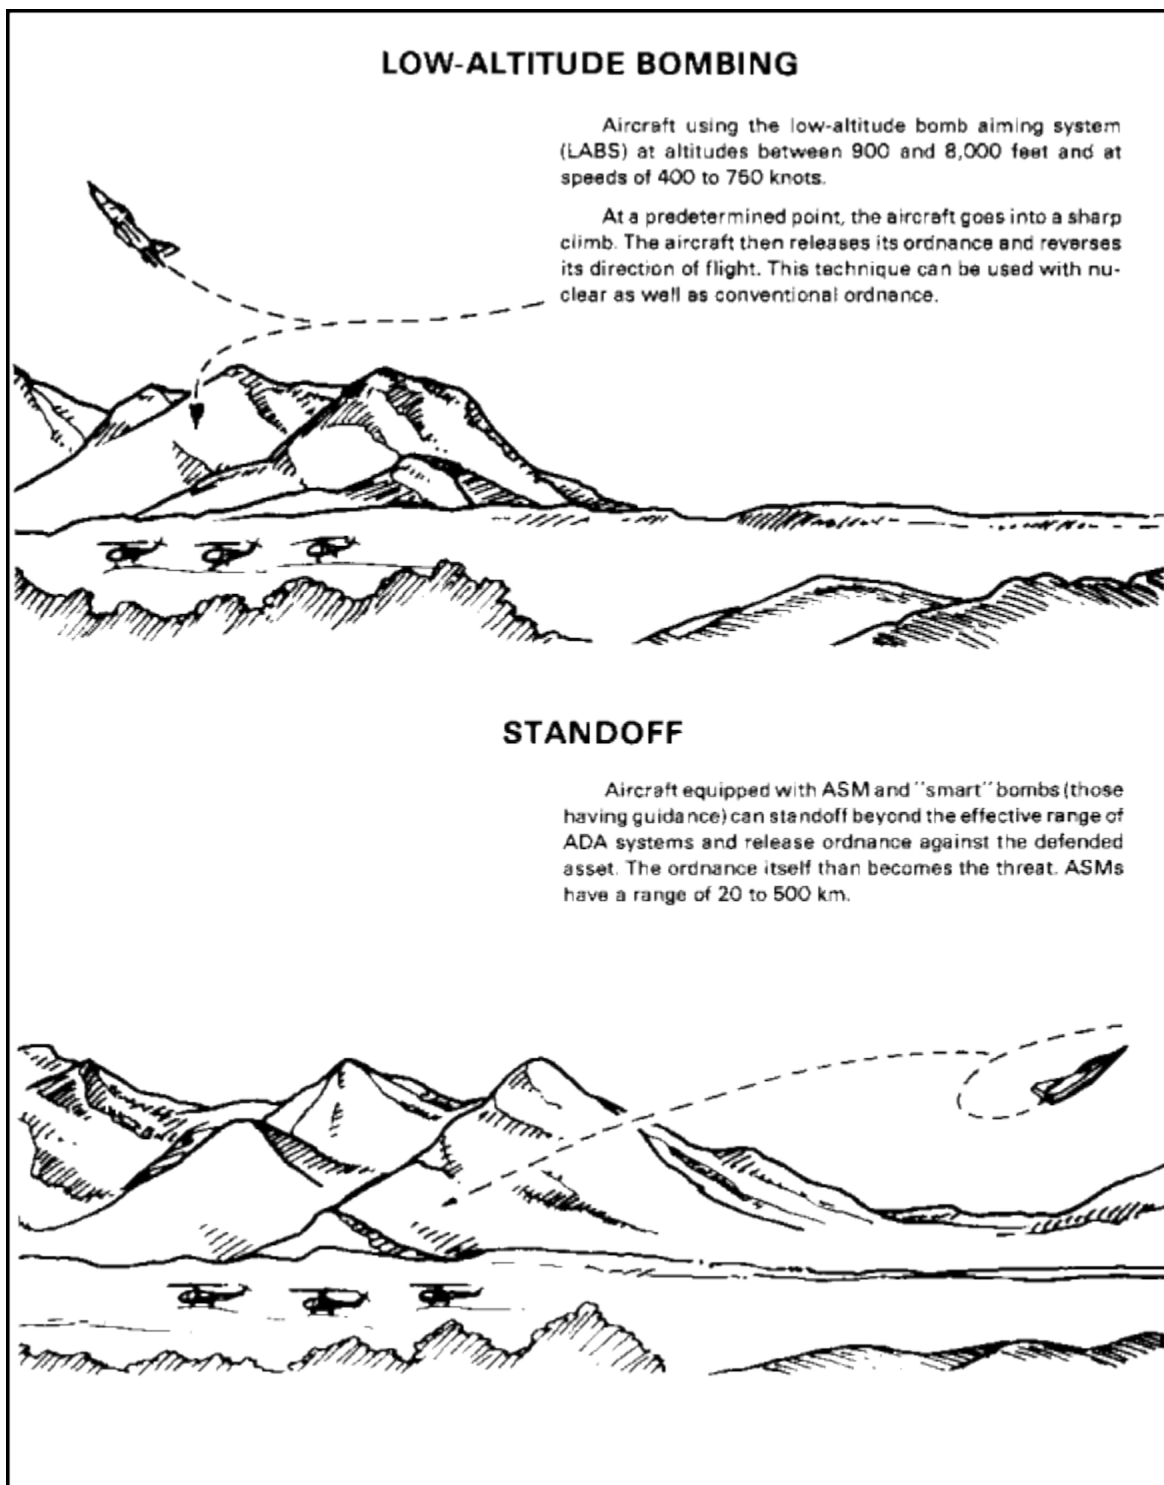 LOW-ALTITUDE BOMBING
Aircraft using the low-altitude bomb aiming system
(LABS) at altitudes between 900 and 8,000 feet and at
speeds of 400 to 760 knots.
At a predetermined point, the aircraft goes into a sharp
climb. The aircraft then releases its ordnance and reverses
its direction of flight. This technique can be used with nu-
clear as well as conventional ordnance.
STANDOFF
Aircraft equipped with ASM and "smart" bombs (those
having guidance) can standoff beyond the effective range of
ADA systems and release ordnance against the defended
asset. The ordnance itself than becomes the threat. ASMs
have a range of 20 to 500 km.